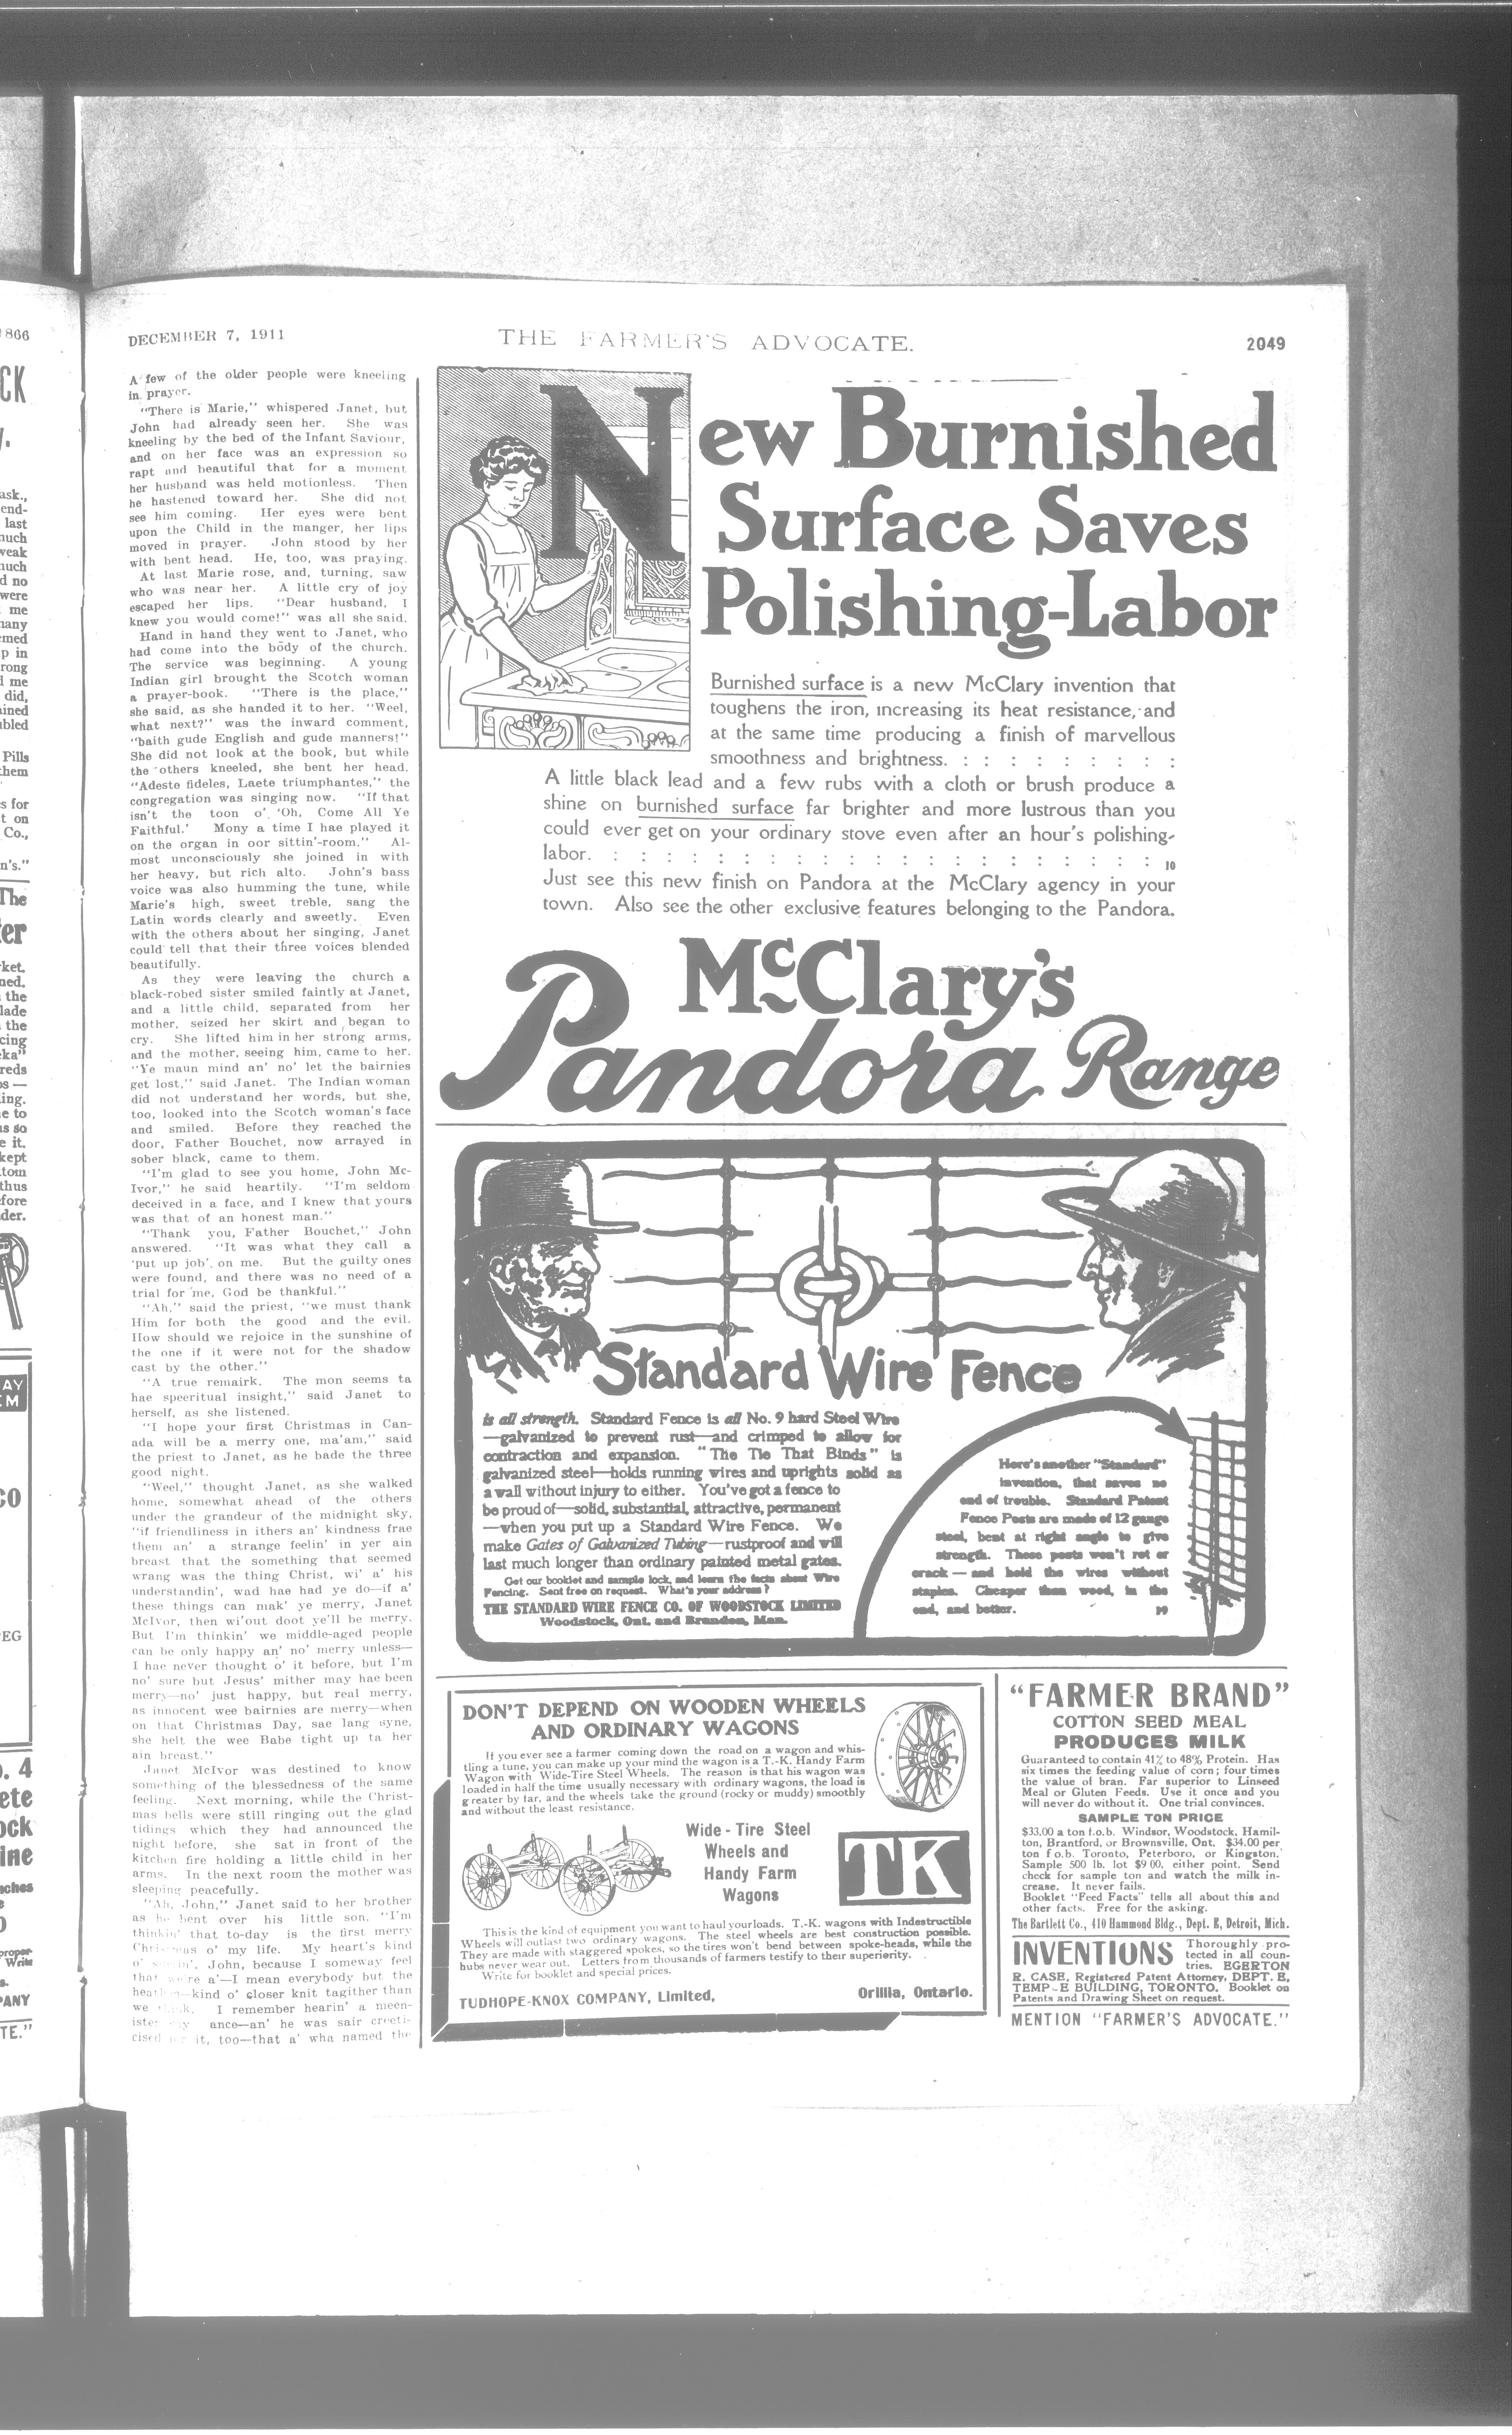 DECEMBER 7, 1911
THE FARMER'S ADVOCATE.
2049
A few of the older people were kneeling
in prayer.
"There is Marie," whispered Janet, but
John had already seen her. She was
kneeling by the bed of the Infant Saviour,
and on her face was an expression so
rapt and beautiful that for a moment
her husband was held motionless. Then
he hastened toward her. She did not
see him coming. Her eyes were bent
upon the Child in the manger, her lips
moved in prayer. John stood by her
with bent head. He, too, was praying.
At last Marie rose, and, turning, saw
who was near her. A little cry of joy
escaped her lips. "Dear husband, I
knew you would come!" was all she said.
Hand in hand they went to Janet, who
had come into the body of the church.
The service was beginning. A young
Indian girl brought the Scotch woman
a prayer-book. "There is the place,"
she said, as she handed it to her. "Weel,
what next?" was the inward comment,
"baith gude English and gude manners!"
She did not look at the book, but while
the others kneeled, she bent her head.
"Adeste fideles, Laete triumphantes," the
congregation was singing now. "If that
isn't the toon o' 'Oh, Come All Ye
Faithful.' Mony a time I hae played it
on the organ in oor sittin'-room." Al-
most unconsciously she joined in with
her heavy, but rich alto. John's bass
voice was also humming the tune, while
Marie's high, sweet treble, sang the
Latin words clearly and sweetly. Even
with the others about her singing, Janet
could tell that their three voices blended
beautifully.
As they were leaving the church a
black-robed sister smiled faintly at Janet,
and a little child, separated from her
mother, seized her skirt and began to
cry. She lifted him in her strong arms,
and the mother, seeing him, came to her.
"Ye maun mind an' no' let the bairnies
get lost," said Janet. The Indian woman
did not understand her words, but she,
too, looked into the Scotch woman's face
and smiled. Before they reached the
door, Father Bouchet, now arrayed in
sober black, came to them.
"I'm glad to see you home, John Mc-
Ivor," he said heartily. "I'm seldom
deceived in a face, and I knew that yours
was that of an honest man."
"Thank you, Father Bouchet," John
answered. "It was what they call a
'put up job' on me. But the guilty ones
were found, and there was no need of a
trial for me, God be thankful."
"Ah," said the priest, "we must thank
Him for both the good and the evil.
How should we rejoice in the sunshine of
the one if it were not for the shadow
cast by the other."
"A true remairk. The mon seems ta
hae speeritual insight," said Janet to
herself, as she listened.
"I hope your first Christmas in Can-
ada will be a merry one, ma'am," said
the priest to Janet, as he bade the three
good night.
"Weel," thought Janet, as she walked
home, somewhat ahead of the others
under the grandeur of the midnight sky,
"if friendliness in ithers an' kindness frae
them an' a strange feelin' in yer ain
breast that the something that seemed
wrang was the thing Christ, wi' a' his
understandin', wad hae had ye do—if a'
these things can mak' ye merry, Janet
McIvor, then wi'out doot ye'll be merry.
But I'm thinkin' we middle-aged people
can be only happy an' no' merry unless—
I hae never thought o' it before, but I'm
no' sure but Jesus' mither may hae been
merry—no' just happy, but real merry,
as innocent wee bairnies are merry—when
on that Christmas Day, sae lang syne,
she helt the wee Babe tight up ta her
ain breast."
Janet McIvor was destined to know
something of the blessedness of the same
feeling. Next morning, while the Christ-
mas bells were still ringing out the glad
tidings which they had announced the
night before, she sat in front of the
kitchen fire holding a little child in her
arms. In the next room the mother was
sleeping peacefully.
"Ah, John," Janet said to her brother
as he bent over his little son, "I'm
thinkin' that to-day is the first merry
Christmas o' my life. My heart's kind
o' , John, because I someway feel
that we're a'—I mean everybody but the
heathen—kind o' closer knit tagither than
we think. I remember hearin' a meen-
ister ance—an' he was sair creeti-
cised it, too—that a' wha named the
New Burnished
Surface Saves
Polishing-Labor
Burnished surface is a new McClary invention that
toughens the iron, increasing its heat resistance, and
at the same time producing a finish of marvellous
smoothness and brightness. : : : : : : : : :
A little black lead and a few rubs with a cloth or brush produce a
shine on burnished surface far brighter and more lustrous than you
could ever get on your ordinary stove even after an hour's polishing-
labor. : : : : : : : : : : : : : : : : : : : : : 10
Just see this new finish on Pandora at the McClary agency in your
town. Also see the other exclusive features belonging to the Pandora.
McClary's
Pandora Range
Standard Wire Fence
is all strength. Standard Fence is all No. 9 hard Steel Wire
—galvanized to prevent rust—and crimped to allow for
contraction and expansion. "The Tie That Binds" is
galvanized steel—holds running wires and uprights solid as
a wall without injury to either. You've got a fence to
be proud of—solid, substantial, attractive, permanent
—when you put up a Standard Wire Fence. We
make Gates of Galvanized Tubing—rustproof and will
last much longer than ordinary painted metal gates.
Get our booklet and sample lock, and learn the facts about Wire
Fencing. Sent free on request. What's your address?
THE STANDARD WIRE FENCE CO. OF WOODSTOCK LIMITED
Woodstock, Ont. and Brandon, Man.
Here's another "Standard"
invention, that saves no
end of trouble. Standard Patent
Fence Posts are made of 12 gauge
steel, bent at right angle to give
strength. These posts won't rot or
crack—and hold the wires without
staples. Cheaper than wood, in the
end, and better. 19
DON'T DEPEND ON WOODEN WHEELS
AND ORDINARY WAGONS
If you ever see a farmer coming down the road on a wagon and whis-
tling a tune, you can make up your mind the wagon is a T.-K. Handy Farm
Wagon with Wide-Tire Steel Wheels. The reason is that his wagon was
loaded in half the time usually necessary with ordinary wagons, the load is
greater by far, and the wheels take the ground (rocky or muddy) smoothly
and without the least resistance.
Wide-Tire Steel
Wheels and
Handy Farm
Wagons
TK
This is the kind of equipment you want to haul your loads. T.-K. wagons with Indestructible
Wheels will outlast two ordinary wagons. The steel wheels are best construction possible.
They are made with staggered spokes, so the tires won't bend between spoke-heads, while the
hubs never wear out. Letters from thousands of farmers testify to their superiority.
Write for booklet and special prices.
TUDHOPE-KNOX COMPANY, Limited, Orillia, Ontario.
"FARMER BRAND"
COTTON SEED MEAL
PRODUCES MILK
Guaranteed to contain 41% to 48% Protein. Has
six times the feeding value of corn; four times
the value of bran. Far superior to Linseed
Meal or Gluten Feeds. Use it once and you
will never do without it. One trial convinces.
SAMPLE TON PRICE
$33.00 a ton f.o.b. Windsor, Woodstock, Hamil-
ton, Brantford, or Brownsville, Ont. $34.00 per
ton f.o.b. Toronto, Peterboro, or Kingston.
Sample 500 lb. lot $9.00, either point. Send
check for sample ton and watch the milk in-
crease. It never fails.
Booklet "Feed Facts" tells all about this and
other facts. Free for the asking.
The Bartlett Co., 410 Hammond Bldg., Dept. E, Detroit, Mich.
INVENTIONS Thoroughly pro-
tected in all coun-
tries. EGERTON
R. CASE, Registered Patent Attorney, DEPT. E,
TEMPLE BUILDING, TORONTO. Booklet on
Patents and Drawing Sheet on request.
MENTION "FARMER'S ADVOCATE."